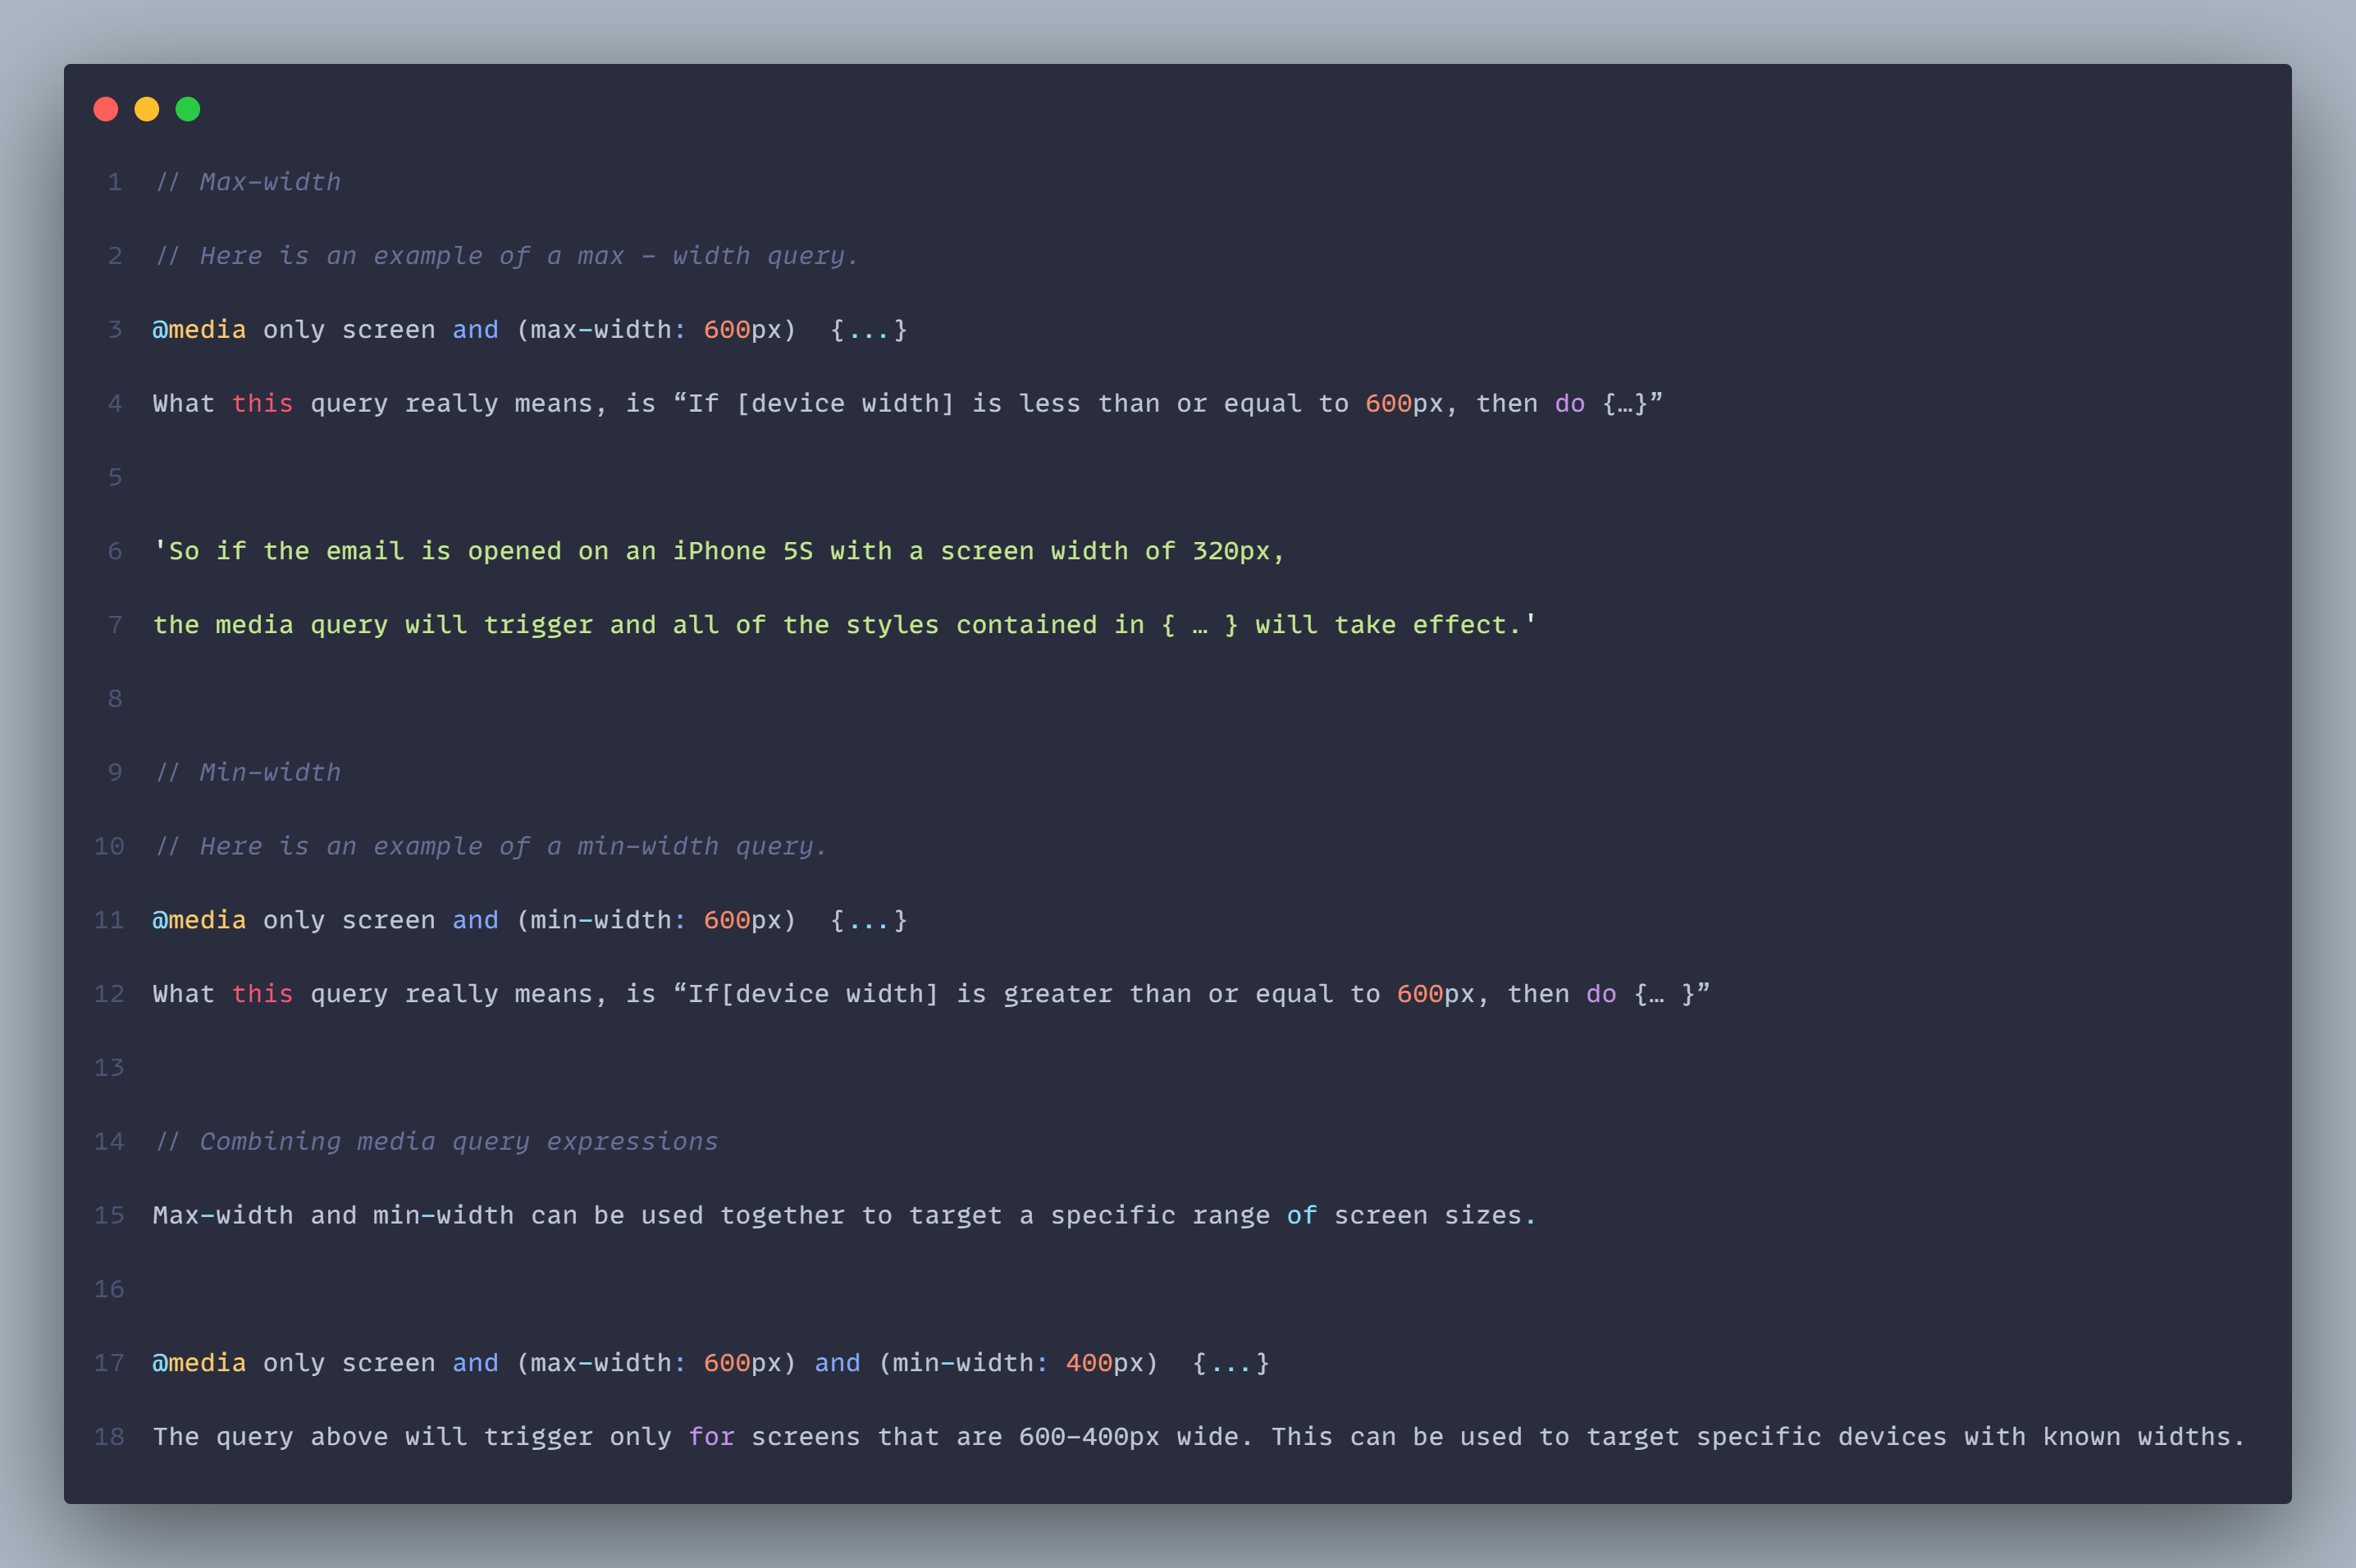 1 // Max-width
2 // Here is an example of a max - width query.
3 @media only screen and (max-width: 600px)  {...}
4 What this query really means, is “If [device width] is less than or equal to 600px, then do {…}”
5
6 'So if the email is opened on an iPhone 5S with a screen width of 320px,
7 the media query will trigger and all of the styles contained in { … } will take effect.'
8
9 // Min-width
10 // Here is an example of a min-width query.
11 @media only screen and (min-width: 600px)  {...}
12 What this query really means, is “If[device width] is greater than or equal to 600px, then do {… }”
13
14 // Combining media query expressions
15 Max-width and min-width can be used together to target a specific range of screen sizes.
16
17 @media only screen and (max-width: 600px) and (min-width: 400px)  {...}
18 The query above will trigger only for screens that are 600-400px wide. This can be used to target specific devices with known widths.